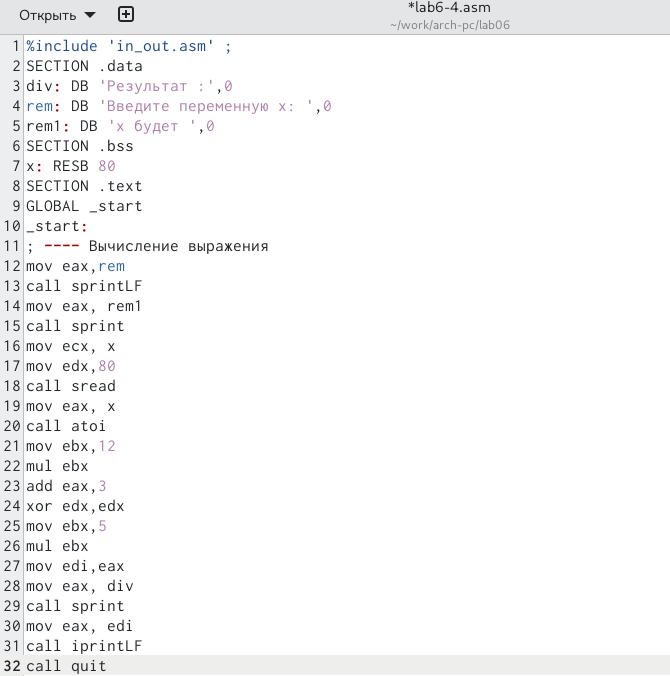 Открыть
*lab6-4.asm
~/work/arch-pc/lab06
1 %include 'in_out.asm' ;
2 SECTION .data
3 div: DB 'Результат :',0
4 rem: DB 'Введите переменную x: ',0
5 rem1: DB 'x будет ',0
6 SECTION .bss
7 x: RESB 80
8 SECTION .text
9 GLOBAL _start
10 _start:
11 ; ---- Вычисление выражения
12 mov eax,rem
13 call sprintLF
14 mov eax, rem1
15 call sprint
16 mov ecx, x
17 mov edx,80
18 call sread
19 mov eax, x
20 call atoi
21 mov ebx,12
22 mul ebx
23 add eax,3
24 xor edx,edx
25 mov ebx,5
26 mul ebx
27 mov edi,eax
28 mov eax, div
29 call sprint
30 mov eax, edi
31 call iprintLF
32 call quit